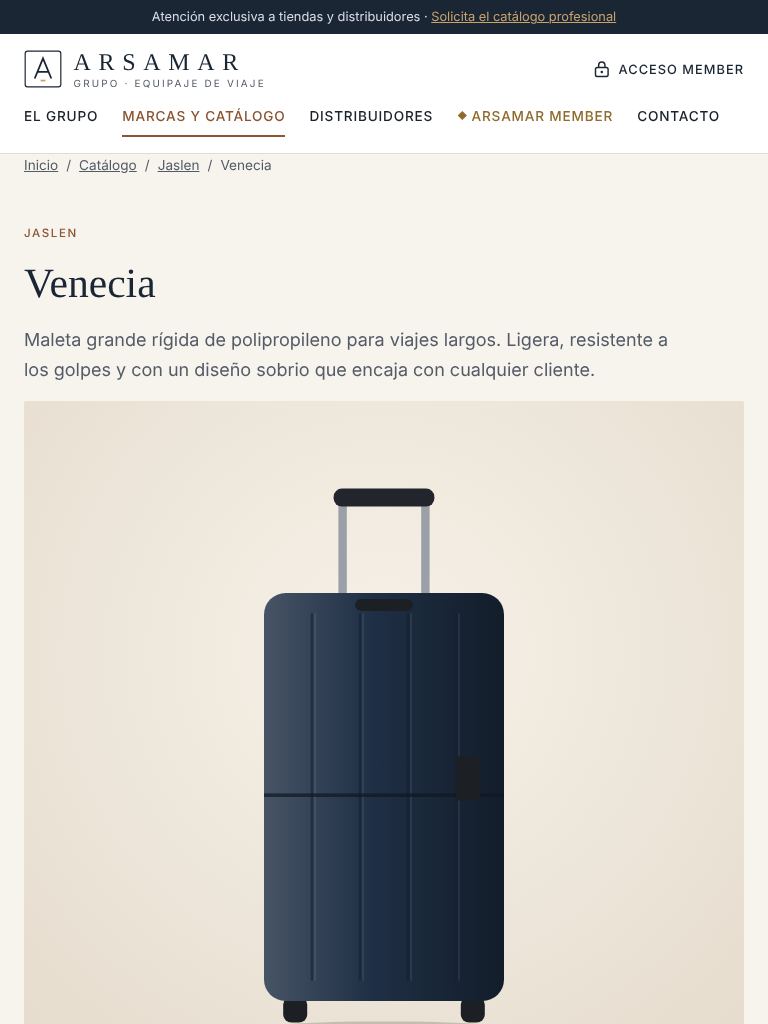 Atención exclusiva a tiendas y distribuidores · Solicita el catálogo profesional
A
ARSAMAR
GRUPO · EQUIPAJE DE VIAJE
ACCESO MEMBER
EL GRUPO
MARCAS Y CATÁLOGO
DISTRIBUIDORES
◆ ARSAMAR MEMBER
CONTACTO
Inicio / Catálogo / Jaslen / Venecia
JASLEN
Venecia
Maleta grande rígida de polipropileno para viajes largos. Ligera, resistente a
los golpes y con un diseño sobrio que encaja con cualquier cliente.